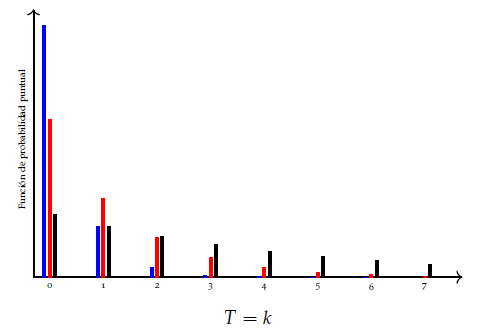 Función de probabilidad puntual
0 1 2 3 4 5 6 7
T = k